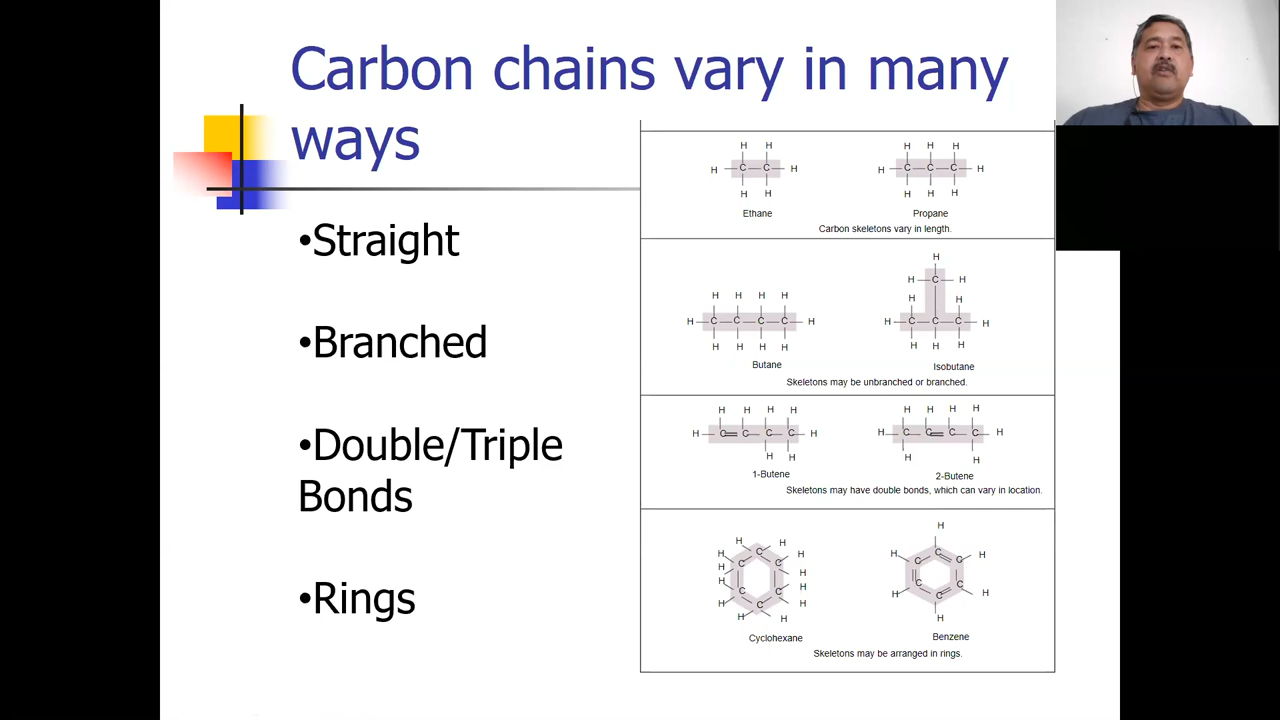 Carbon chains vary in many
ways
•Straight
•Branched
•Double/Triple
Bonds
•Rings
H H
H C C H
H H
Ethane
H H H
H C C C H
H H H
Propane
Carbon skeletons vary in length.
H H H H
H C C C C H
H H H H
Butane
H
H C H
H H
H C C C H
H H H
Isobutane
Skeletons may be unbranched or branched.
H H H H
H C C C C H
H H
1-Butene
H H H H
H C C C C H
H H
2-Butene
Skeletons may have double bonds, which can vary in location.
H H
H C H
H C C H
H H
H C C H
H C H
H H
Cyclohexane
H
H C H
C C
C C
H C H
H
Benzene
Skeletons may be arranged in rings.